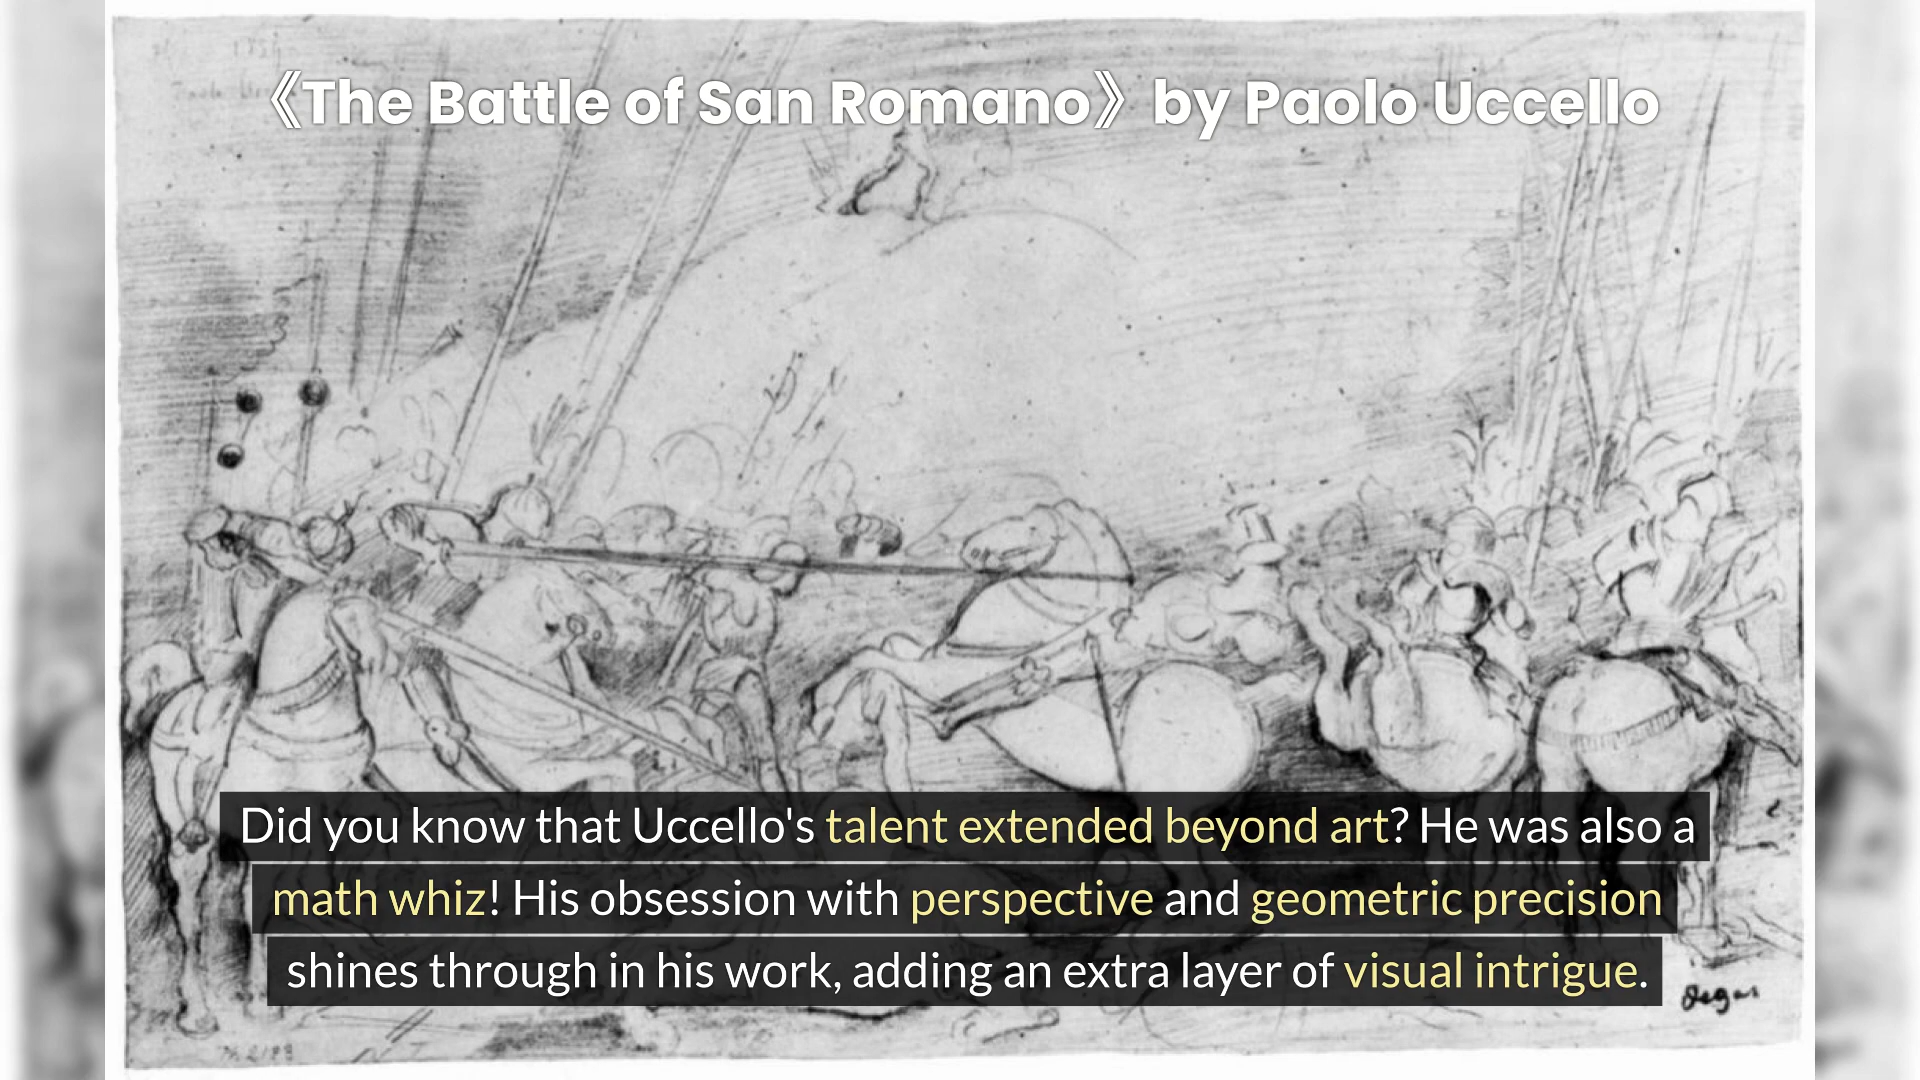 《The Battle of San Romano》 by Paolo Uccello
Did you know that Uccello's talent extended beyond art? He was also a
math whiz! His obsession with perspective and geometric precision
shines through in his work, adding an extra layer of visual intrigue.
Degas